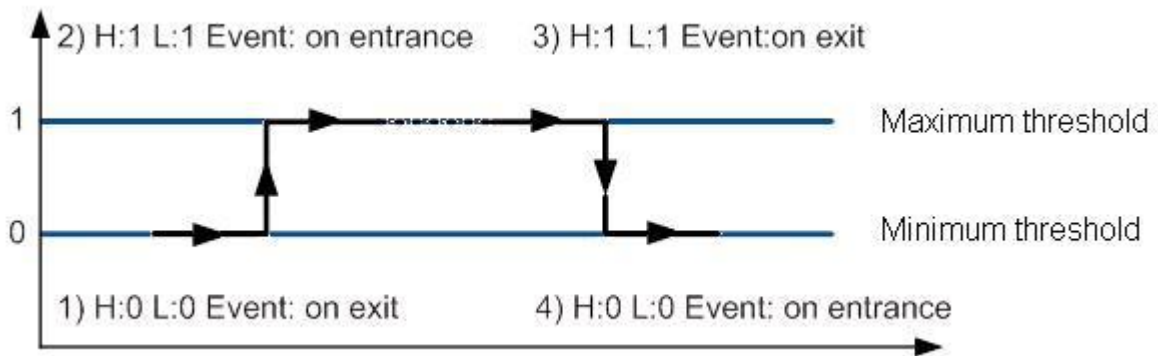 2) H:1 L:1 Event: on entrance
3) H:1 L:1 Event:on exit
1
Maximum threshold
0
Minimum threshold
1) H:0 L:0 Event: on exit
4) H:0 L:0 Event: on entrance